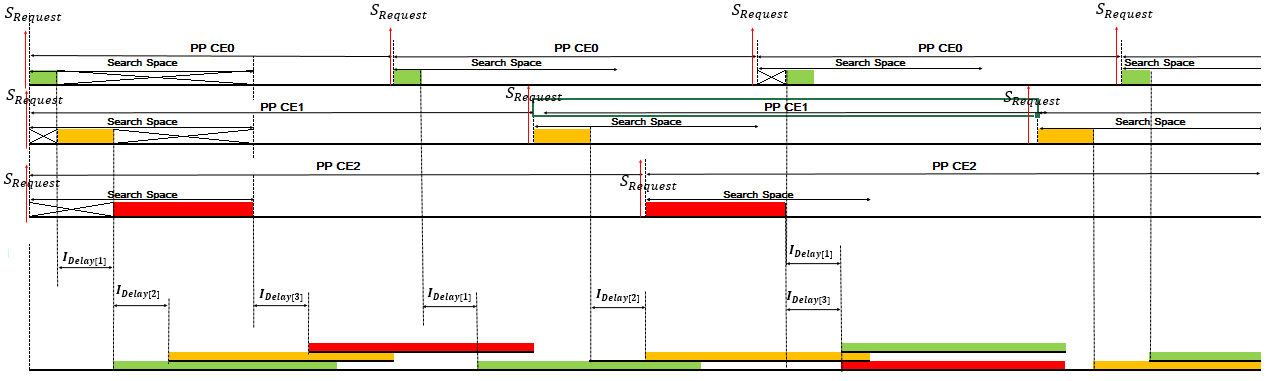 S_Request S_Request S_Request S_Request
PP CE0 PP CE0 PP CE0
Search Space Search Space Search Space Search Space
S_Request S_Request S_Request
PP CE1 PP CE1
Search Space Search Space Search Space
PP CE2 PP CE2
S_Request S_Request
Search Space Search Space
I_Delay[1] I_Delay[1]
I_Delay[2] I_Delay[3] I_Delay[1] I_Delay[2] I_Delay[3]